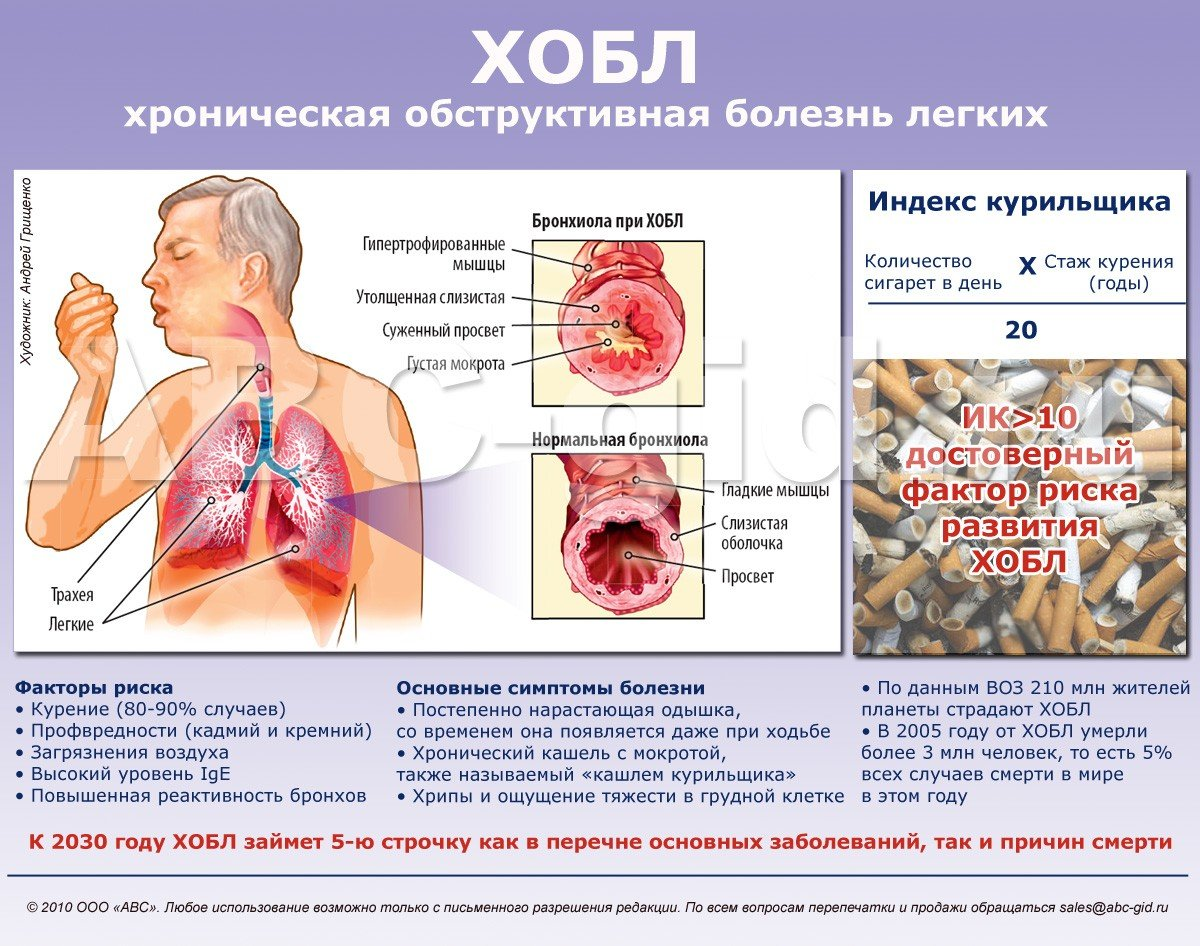 ХОБЛ
хроническая обструктивная болезнь легких
Художник: Андрей Грищенко
Бронхиола при ХОБЛ
Гипертрофированные
мышцы
Утолщенная слизистая
Суженный просвет
Густая мокрота
Нормальная бронхиола
Гладкие мышцы
Слизистая
оболочка
Просвет
Трахея
Легкие
ABC-gid.ru
Индекс курильщика
Количество
сигарет в день
X
Стаж курения
(годы)
20
ИК>10
достоверный
фактор риска
развития
ХОБЛ
Факторы риска
• Курение (80-90% случаев)
• Профвредности (кадмий и кремний)
• Загрязнения воздуха
• Высокий уровень IgE
• Повышенная реактивность бронхов
Основные симптомы болезни
• Постепенно нарастающая одышка,
со временем она появляется даже при ходьбе
• Хронический кашель с мокротой,
также называемый «кашлем курильщика»
• Хрипы и ощущение тяжести в грудной клетке
• По данным ВОЗ 210 млн жителей
планеты страдают ХОБЛ
• В 2005 году от ХОБЛ умерли
более 3 млн человек, то есть 5%
всех случаев смерти в мире
в этом году
К 2030 году ХОБЛ займет 5-ю строчку как в перечне основных заболеваний, так и причин смерти
© 2010 ООО «АВС». Любое использование возможно только с письменного разрешения редакции. По всем вопросам перепечатки и продажи обращаться sales@abc-gid.ru